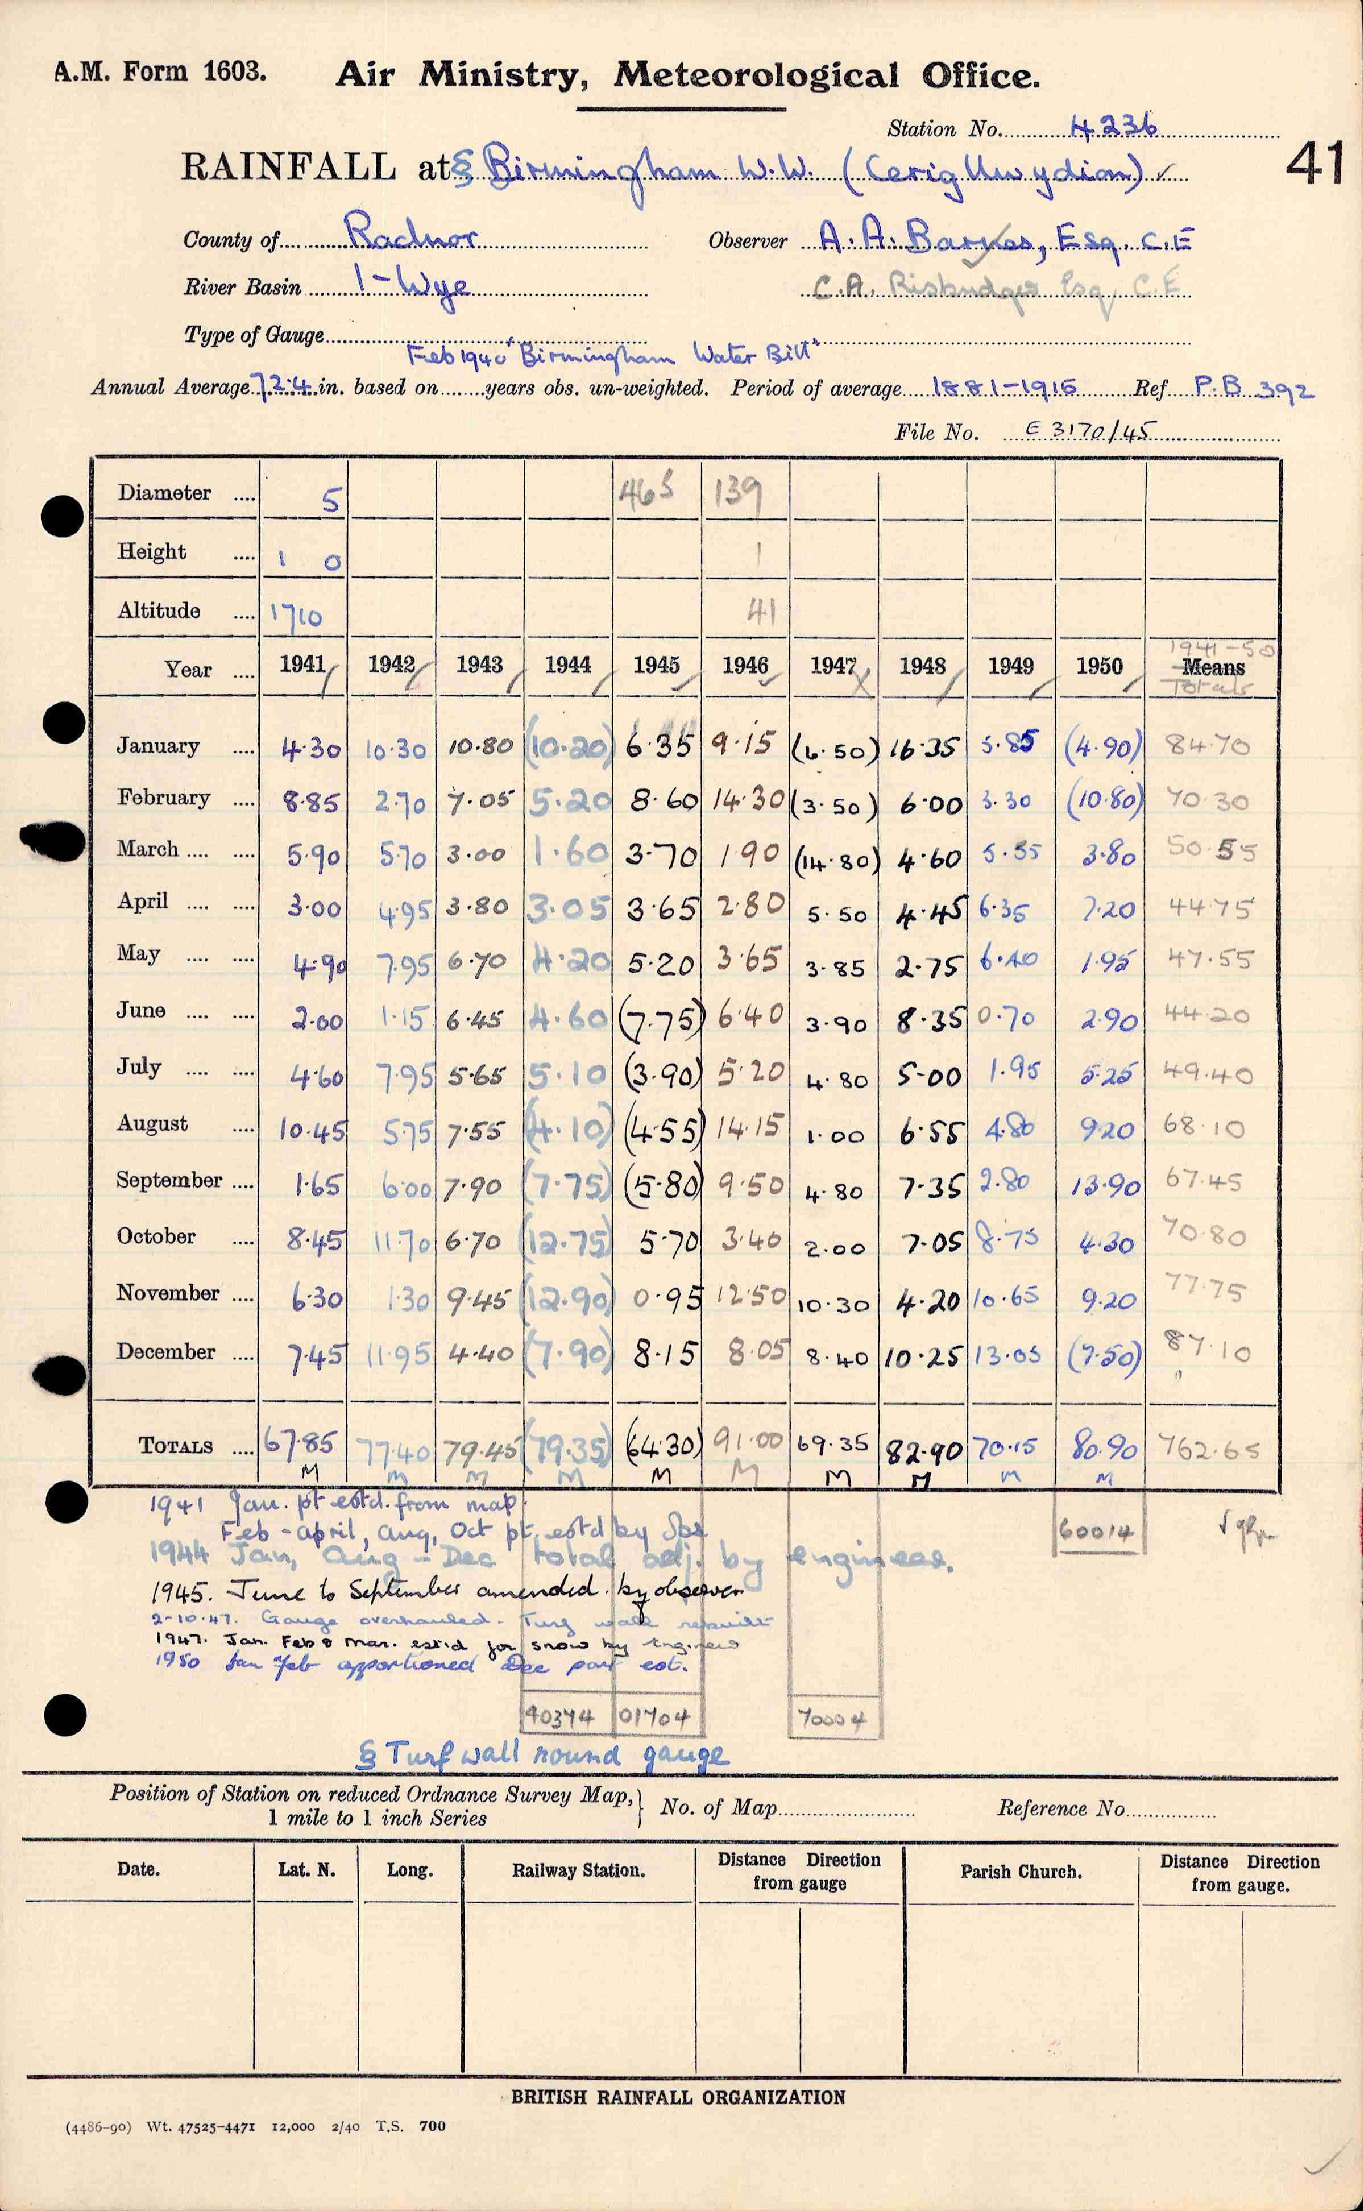 A.M. Form 1603. Air Ministry, Meteorological Office.
Station No. 4236
RAINFALL at § Birmingham W.W. (Cerig llwydion) ✓ 41
County of Radnor Observer A. A. Barnes, Esq. C.E
River Basin 1-Wye C.A. Risbridger Esq. C.E
Type of Gauge
Feb 1940 "Birmingham Water Bill"
Annual Average 72.4 in. based on ........ years obs. un-weighted. Period of average 1881-1915 Ref P.B 392
File No. E 3170/45
Diameter .... 5 465 139
Height .... 1 0 1
Altitude .... 1710 41
1941-50
Year .... 1941 1942 1943 1944 1945 1946 1947 1948 1949 1950 Means
Totals
January .... 4.30 10.30 10.80 (10.20) 6.35 9.15 (6.50) 16.35 5.85 (4.90) 84.70
February .... 8.85 2.70 7.05 5.20 8.60 14.30 (3.50) 6.00 3.30 (10.80) 70.30
March .... .... 5.90 5.70 3.00 1.60 3.70 1.90 (14.80) 4.60 5.55 3.80 50.55
April .... .... 3.00 4.95 3.80 3.05 3.65 2.80 5.50 4.45 6.35 7.20 44.75
May .... .... 4.90 7.95 6.70 4.20 5.20 3.65 3.85 2.75 6.40 1.95 47.55
June .... .... 2.00 1.15 6.45 4.60 (7.75) 6.40 3.90 8.35 0.70 2.90 44.20
July .... .... 4.60 7.95 5.65 5.10 (3.90) 5.20 4.80 5.00 1.95 5.25 49.40
August .... 10.45 5.75 7.55 (4.10) (4.55) 14.15 1.00 6.55 4.80 9.20 68.10
September .... 1.65 6.00 7.90 (7.75) (5.80) 9.50 4.80 7.35 2.80 13.90 67.45
October .... 8.45 11.70 6.70 (12.75) 5.70 3.40 2.00 7.05 8.75 4.30 70.80
November .... 6.30 1.30 9.45 (12.90) 0.95 12.50 10.30 4.20 10.65 9.20 77.75
December .... 7.45 11.95 4.40 (7.90) 8.15 8.05 8.40 10.25 13.05 (7.50) 87.10
TOTALS .... 67.85 77.40 79.45 (79.35) (64.30) 91.00 69.35 82.90 70.15 80.90 762.65
M M M M M M M M M M
1941 Jan. pt estd. from map.
Feb - april, aug, Oct pt. estd by Obs
60014
1944 Jan, Aug - Dec total adj. by engineer.
1945. June to September amended by observer
2-10-47. Gauge overhauled. Turf wall rebuilt
1947. Jan. Feb & Mar. est'd for snow by Engineer
1950 Jan Feb apportioned Dec part est.
90374 01704 70004
§ Turf wall round gauge
Position of Station on reduced Ordnance Survey Map, } No. of Map Reference No.
1 mile to 1 inch Series
Date. Lat. N. Long. Railway Station. Distance Direction from gauge Parish Church. Distance Direction from gauge.
BRITISH RAINFALL ORGANIZATION
(4486-90) Wt. 47525-4471 12,000 2/40 T.S. 700